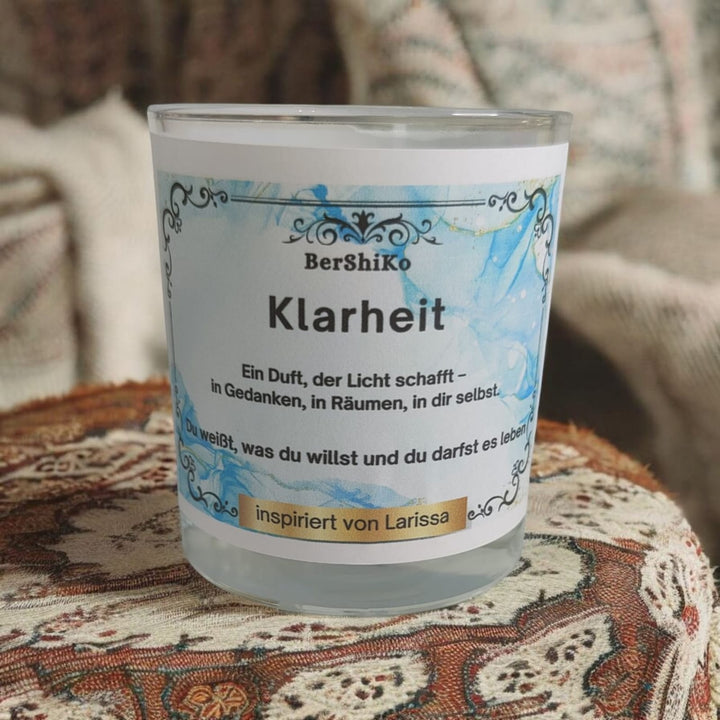 BerShiKo
Klarheit
Ein Duft, der Licht schafft –
in Gedanken, in Räumen, in dir selbst.
Du weißt, was du willst und du darfst es leben
inspiriert von Larissa